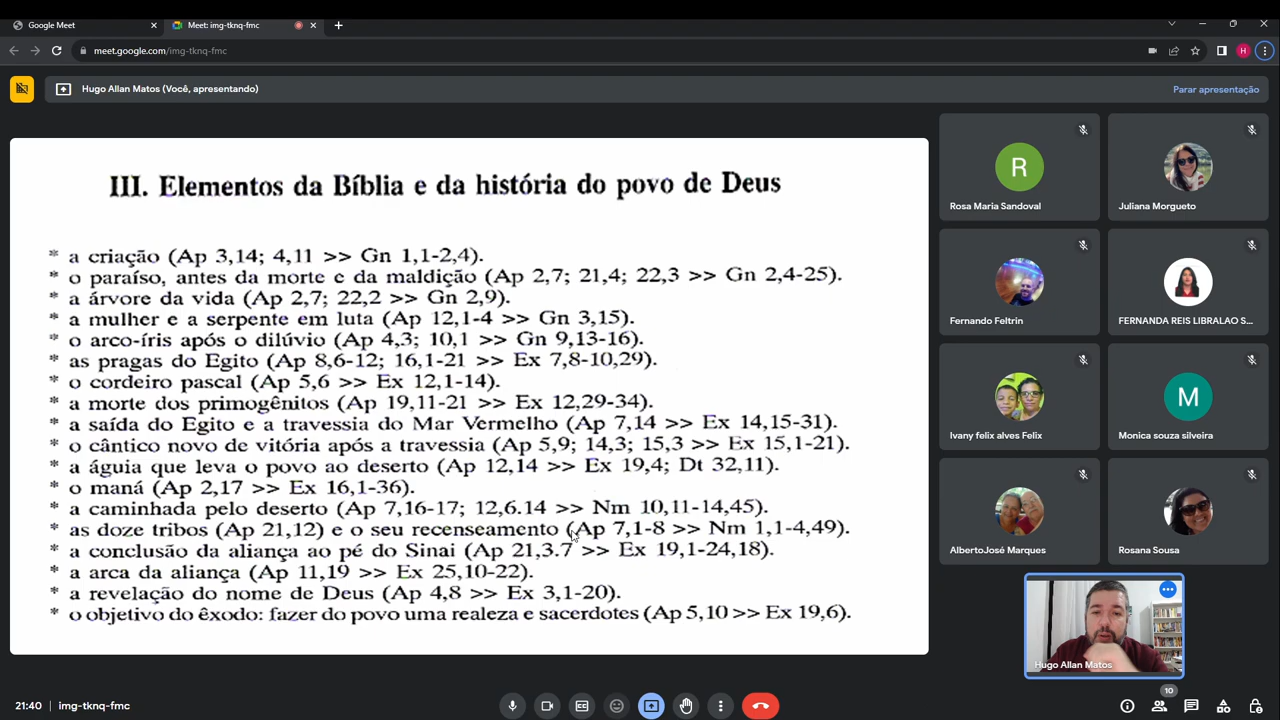 Google Meet
Meet: img-tknq-fmc
meet.google.com/img-tknq-fmc
H
Hugo Allan Matos (Você, apresentando)
Parar apresentação
III. Elementos da Bíblia e da história do povo de Deus
* a criação (Ap 3,14; 4,11 >> Gn 1,1-2,4).
* o paraíso, antes da morte e da maldição (Ap 2,7; 21,4; 22,3 >> Gn 2,4-25).
* a árvore da vida (Ap 2,7; 22,2 >> Gn 2,9).
* a mulher e a serpente em luta (Ap 12,1-4 >> Gn 3,15).
* o arco-íris após o dilúvio (Ap 4,3; 10,1 >> Gn 9,13-16).
* as pragas do Egito (Ap 8,6-12; 16,1-21 >> Ex 7,8-10,29).
* o cordeiro pascal (Ap 5,6 >> Ex 12,1-14).
* a morte dos primogênitos (Ap 19,11-21 >> Ex 12,29-34).
* a saída do Egito e a travessia do Mar Vermelho (Ap 7,14 >> Ex 14,15-31).
* o cântico novo de vitória após a travessia (Ap 5,9; 14,3; 15,3 >> Ex 15,1-21).
* a águia que leva o povo ao deserto (Ap 12,14 >> Ex 19,4; Dt 32,11).
* o maná (Ap 2,17 >> Ex 16,1-36).
* a caminhada pelo deserto (Ap 7,16-17; 12,6.14 >> Nm 10,11-14,45).
* as doze tribos (Ap 21,12) e o seu recenseamento (Ap 7,1-8 >> Nm 1,1-4,49).
* a conclusão da aliança ao pé do Sinai (Ap 21,3.7 >> Ex 19,1-24,18).
* a arca da aliança (Ap 11,19 >> Ex 25,10-22).
* a revelação do nome de Deus (Ap 4,8 >> Ex 3,1-20).
* o objetivo do êxodo: fazer do povo uma realeza e sacerdotes (Ap 5,10 >> Ex 19,6).
R
Rosa Maria Sandoval
Juliana Morgueto
Fernando Feltrin
FERNANDA REIS LIBRALAO S...
Ivany felix alves Felix
M
Monica souza silveira
AlbertoJosé Marques
Rosana Sousa
Hugo Allan Matos
21:40
img-tknq-fmc
10